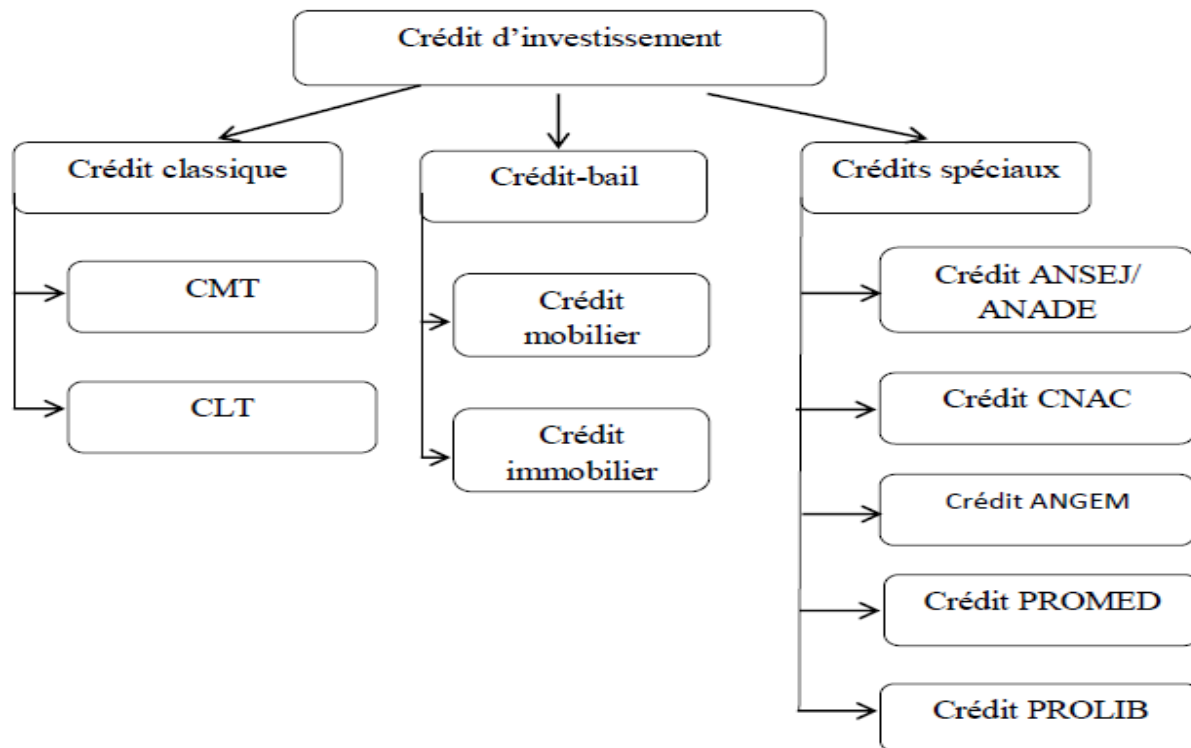 Crédit d’investissement
Crédit classique
Crédit-bail
Crédits spéciaux
CMT
CLT
Crédit
mobilier
Crédit
immobilier
Crédit ANSEJ/
ANADE
Crédit CNAC
Crédit ANGEM
Crédit PROMED
Crédit PROLIB